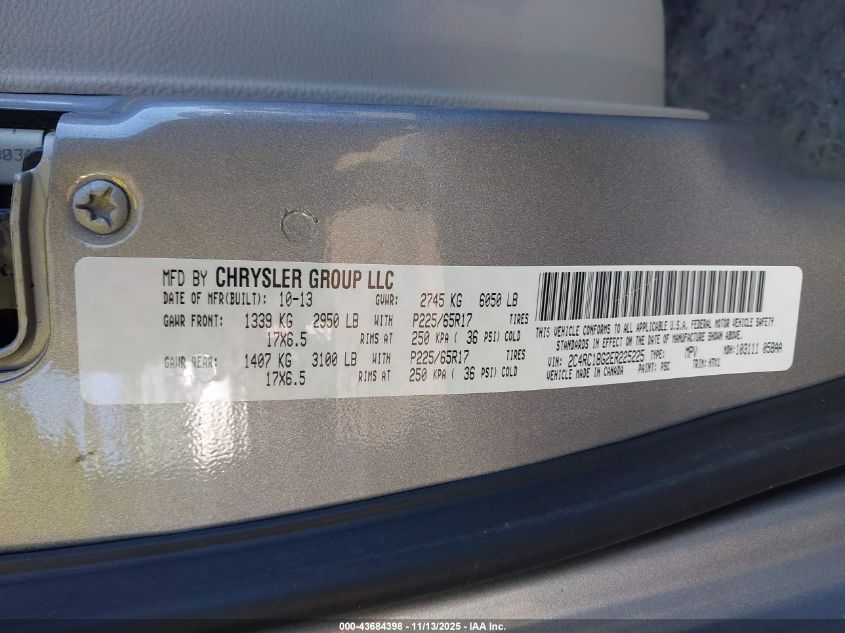 MFD BY CHRYSLER GROUP LLC
DATE OF MFR(BUILT): 10-13 GVWR: 2745 KG 6050 LB
GAWR FRONT: 1339 KG 2950 LB WITH P225/65R17 TIRES
17X6.5 RIMS AT 250 KPA ( 36 PSI) COLD
GAWR REAR: 1407 KG 3100 LB WITH P225/65R17 TIRES
17X6.5 RIMS AT 250 KPA ( 36 PSI) COLD
THIS VEHICLE CONFORMS TO ALL APPLICABLE U.S.A. FEDERAL MOTOR VEHICLE SAFETY
STANDARDS IN EFFECT ON THE DATE OF MANUFACTURE SHOWN ABOVE.
VIN: 2C4RC1BG2ER225225 TYPE: MPV MDH: 103111 058AA
VEHICLE MADE IN CANADA PAINT: PSC TRIM:
000-43684398 - 11/13/2025 - IAA Inc.